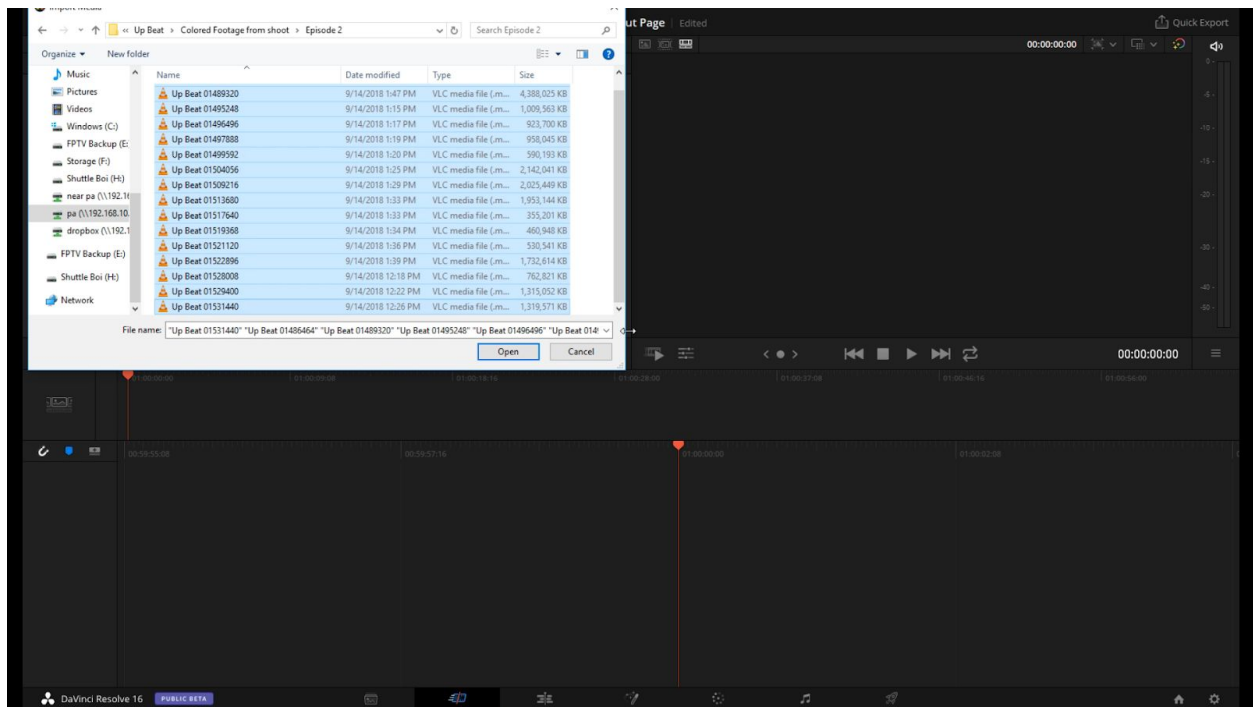 Import Media
ut Page Edited
Quick Export
« Up Beat > Colored Footage from shoot > Episode 2
Search Episode 2
Organize New folder
00:00:00:00
Name Date modified Type Size
Music
Pictures
Videos
Windows (C:)
FPTV Backup (E:
Storage (F:)
Shuttle Boi (H:)
near pa (\\192.16
pa (\\192.168.10.
dropbox (\\192.1
FPTV Backup (E:)
Shuttle Boi (H:)
Network
Up Beat 01489320 9/14/2018 1:47 PM VLC media file (.m... 4,388,025 KB
Up Beat 01495248 9/14/2018 1:15 PM VLC media file (.m... 1,009,563 KB
Up Beat 01496496 9/14/2018 1:17 PM VLC media file (.m... 923,700 KB
Up Beat 01497888 9/14/2018 1:19 PM VLC media file (.m... 958,045 KB
Up Beat 01499592 9/14/2018 1:20 PM VLC media file (.m... 590,193 KB
Up Beat 01504056 9/14/2018 1:25 PM VLC media file (.m... 2,142,041 KB
Up Beat 01509216 9/14/2018 1:29 PM VLC media file (.m... 2,025,449 KB
Up Beat 01513680 9/14/2018 1:33 PM VLC media file (.m... 1,953,144 KB
Up Beat 01517640 9/14/2018 1:33 PM VLC media file (.m... 355,201 KB
Up Beat 01519368 9/14/2018 1:34 PM VLC media file (.m... 460,948 KB
Up Beat 01521120 9/14/2018 1:36 PM VLC media file (.m... 530,541 KB
Up Beat 01522896 9/14/2018 1:39 PM VLC media file (.m... 1,732,614 KB
Up Beat 01528008 9/14/2018 12:18 PM VLC media file (.m... 762,821 KB
Up Beat 01529400 9/14/2018 12:22 PM VLC media file (.m... 1,315,052 KB
Up Beat 01531440 9/14/2018 12:26 PM VLC media file (.m... 1,319,571 KB
File name: "Up Beat 01531440" "Up Beat 01486464" "Up Beat 01489320" "Up Beat 01495248" "Up Beat 01496496" "Up Beat 014
Open Cancel
0
-5
-10
-15
-20
-30
-40
-50
00:00:00:00
01:00:00:00 01:00:09:08 01:00:18:16 01:00:28:00 01:00:37:08 01:00:46:16 01:00:56:00
00:59:55:08 00:59:57:16 01:00:00:00 01:00:02:08
DaVinci Resolve 16 PUBLIC BETA